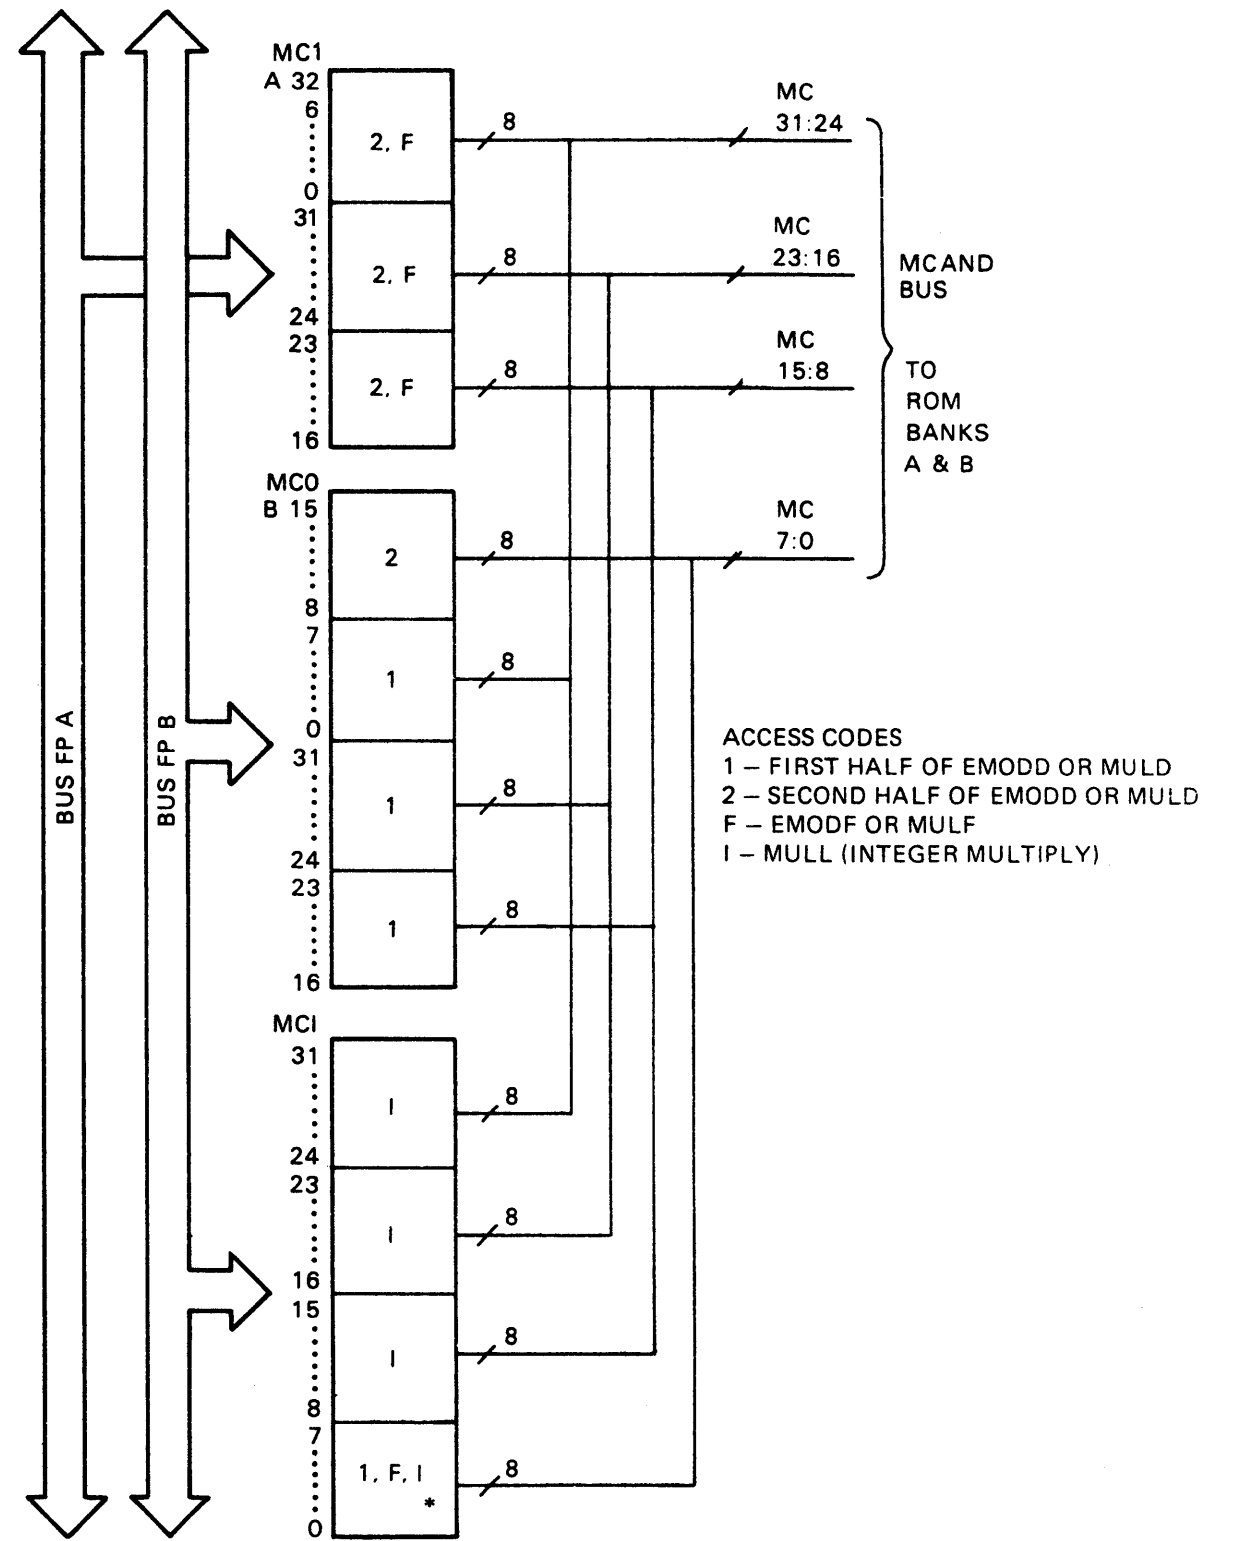 MC1
A 32
6
0
31
24
23
16
2, F
2, F
2, F
8
8
8
MC
31:24
MC
23:16
MC
15:8
MC
7:0
MCAND
BUS
TO
ROM
BANKS
A & B
MC0
B 15
8
7
0
31
24
23
16
2
1
1
1
8
8
8
8
BUS FP A
BUS FP B
ACCESS CODES
1 – FIRST HALF OF EMODD OR MULD
2 – SECOND HALF OF EMODD OR MULD
F – EMODF OR MULF
I – MULL (INTEGER MULTIPLY)
MCI
31
24
23
16
15
8
7
0
I
I
I
1, F, I
*
8
8
8
8